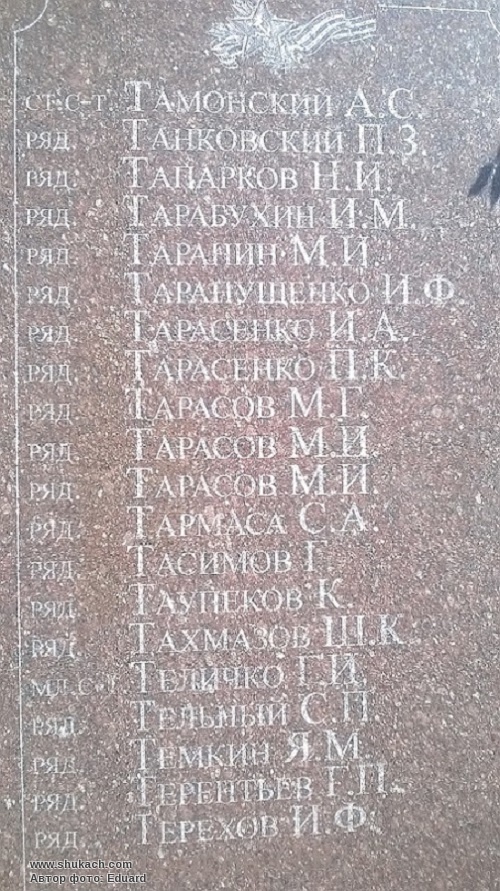 СТ.С-Т. ТАМОНСКИЙ А.С.
РЯД. ТАНКОВСКИЙ П.З.
РЯД. ТАПАРКОВ Н.И.
РЯД. ТАРАБУХИН И.М.
РЯД. ТАРАНИН М.И.
РЯД. ТАРАНУЩЕНКО И.Ф.
РЯД. ТАРАСЕНКО И.А.
РЯД. ТАРАСЕНКО П.К.
РЯД. ТАРАСОВ М.Г.
РЯД. ТАРАСОВ М.И.
РЯД. ТАРАСОВ М.И.
РЯД. ТАРМАСА С.А.
РЯД. ТАСИМОВ Г.
РЯД. ТАУПЕКОВ К.
РЯД. ТАХМАЗОВ Ш.К.
МЛ.С-Т. ТЕЛИЧКО Г.И.
РЯД. ТЕЛЬНЫЙ С.П.
РЯД. ТЕМКИН Я.М.
РЯД. ТЕРЕНТЬЕВ Г.П.
РЯД. ТЕРЕХОВ И.Ф.
www.shukach.com
Автор фото: Eduard